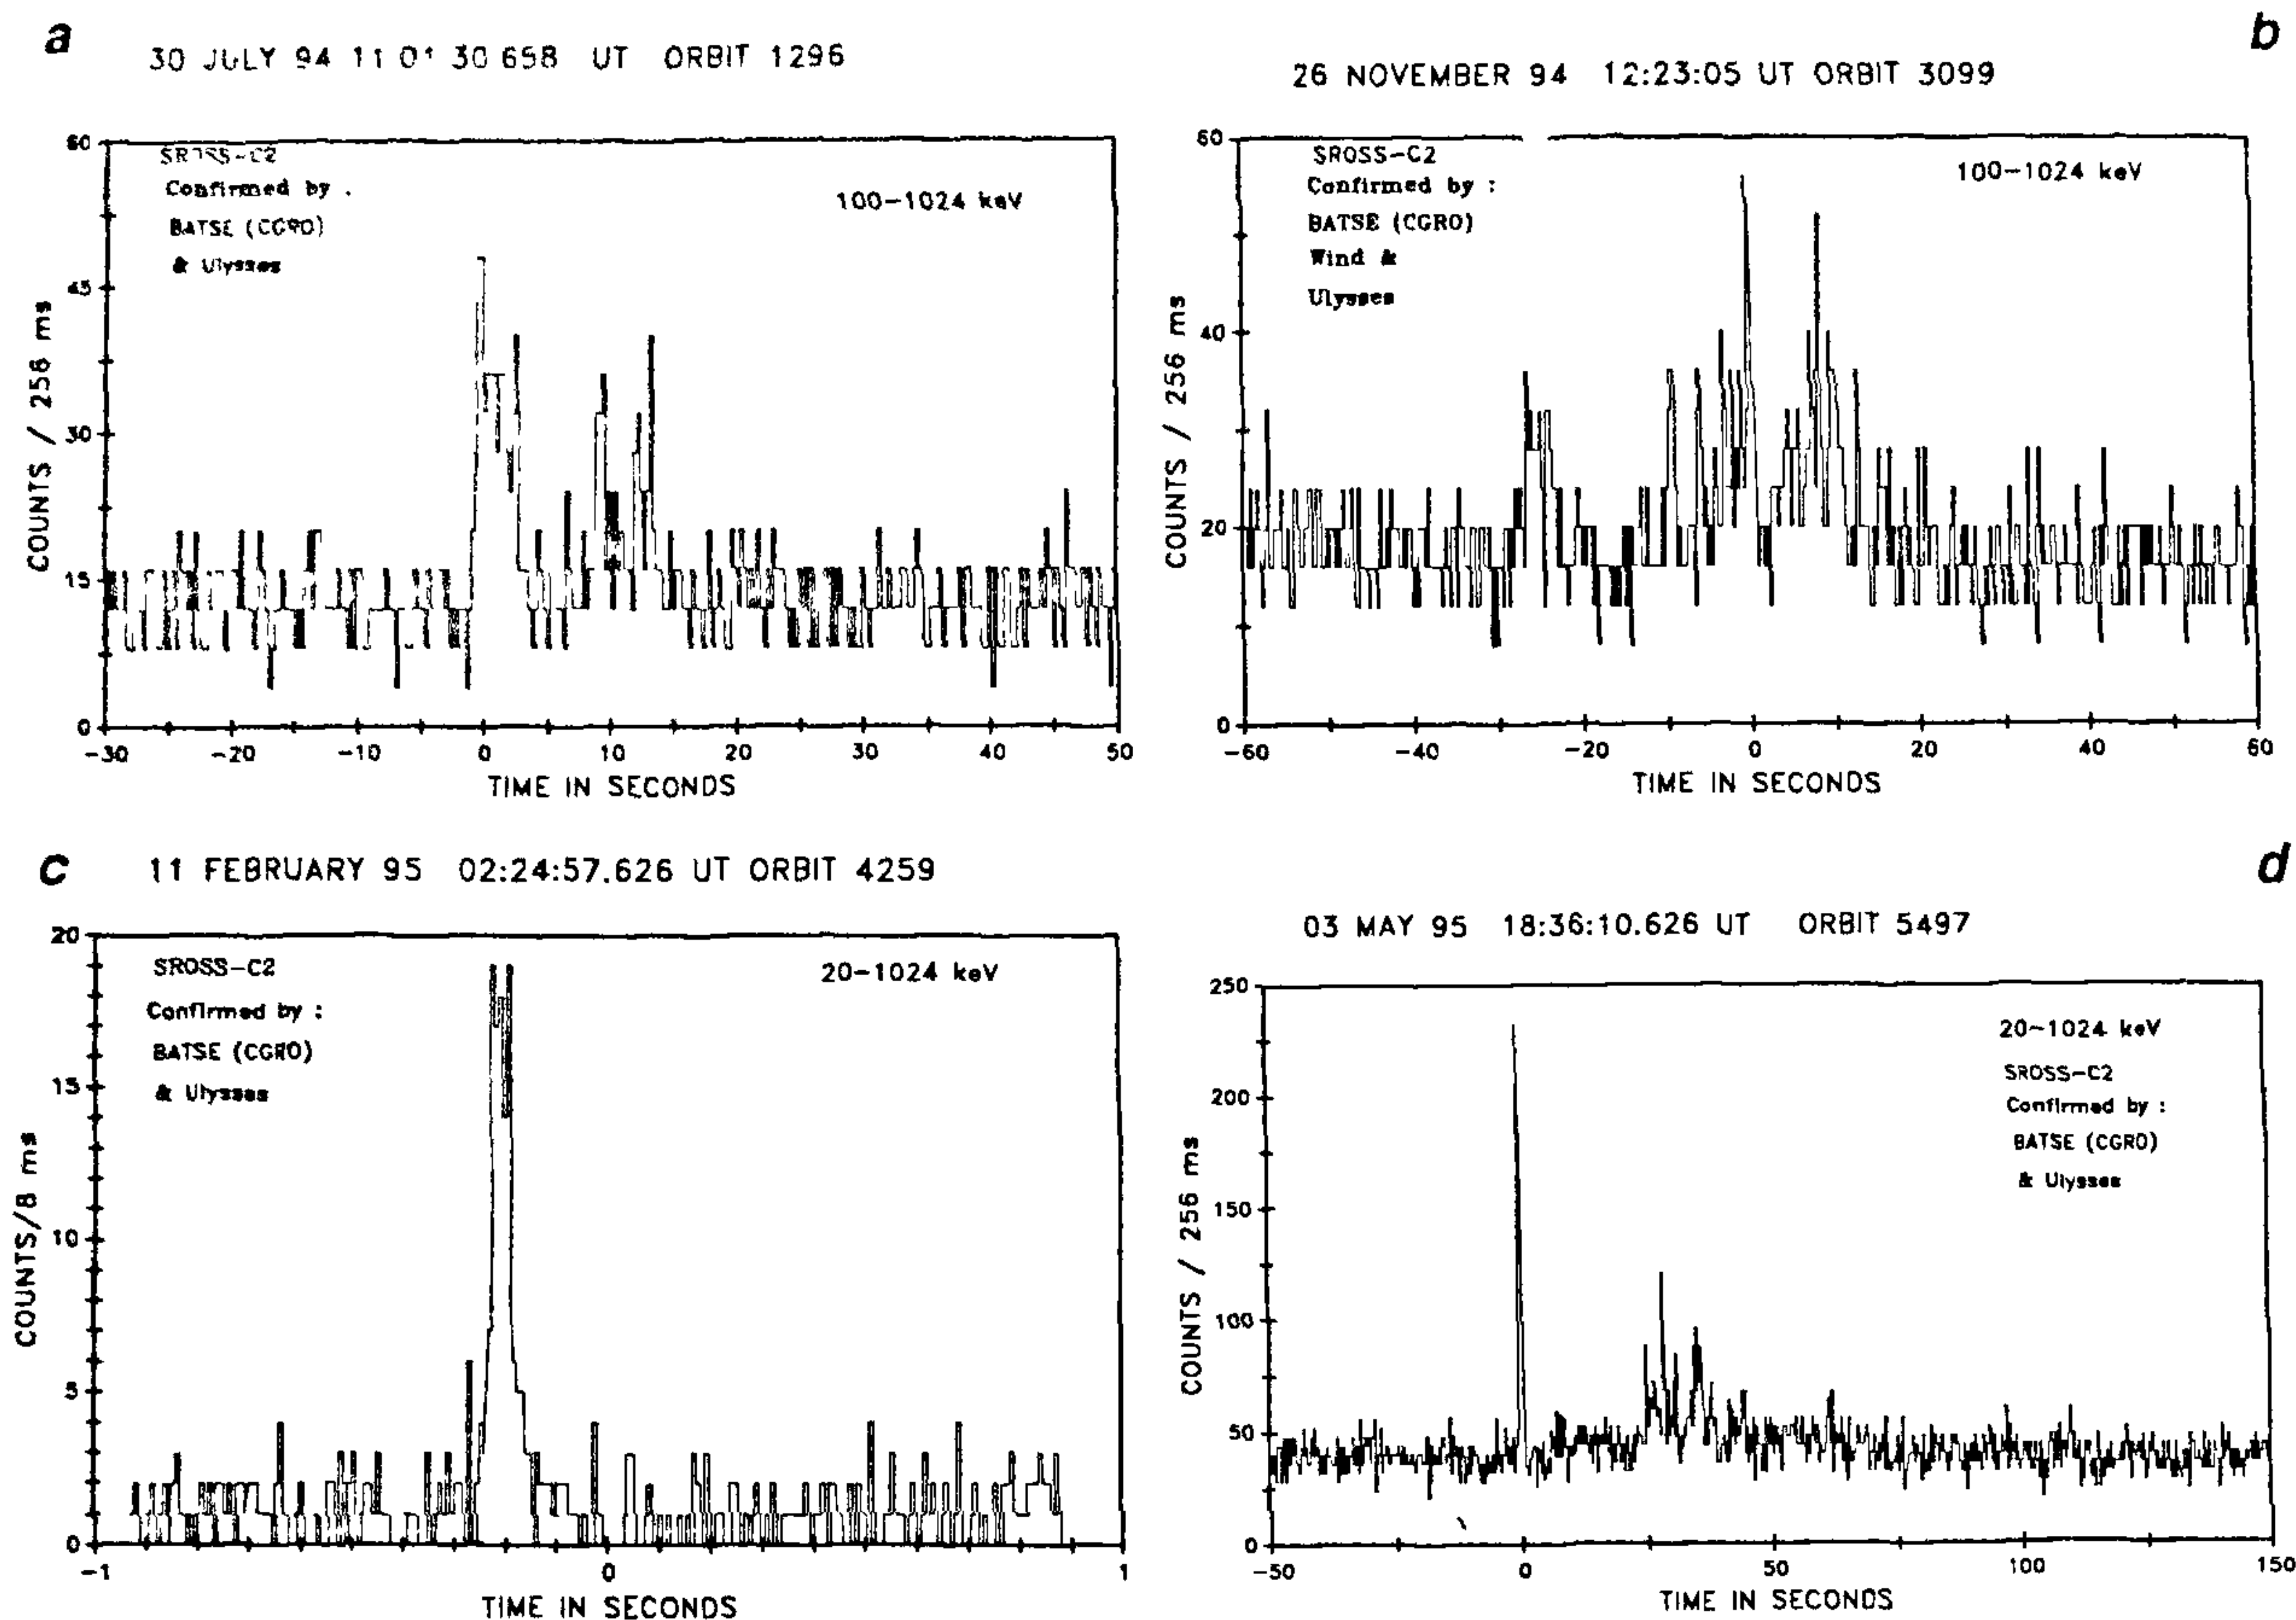 a
30 JULY 94 11 01 30 658 UT ORBIT 1296
SROSS-C2
Confirmed by .
BATSE (CGRO)
& Ulysses
100-1024 keV
COUNTS / 256 ms
60
45
30
15
0
-30
-20
-10
0
10
20
30
40
50
TIME IN SECONDS
b
26 NOVEMBER 94 12:23:05 UT ORBIT 3099
SROSS-C2
Confirmed by :
BATSE (CGRO)
Wind &
Ulysses
100-1024 keV
COUNTS / 256 ms
60
40
20
0
-60
-40
-20
0
20
40
60
TIME IN SECONDS
c
11 FEBRUARY 95 02:24:57.626 UT ORBIT 4259
SROSS-C2
Confirmed by :
BATSE (CGRO)
& Ulysses
20-1024 keV
COUNTS/8 ms
20
15
10
5
0
-1
0
1
TIME IN SECONDS
d
03 MAY 95 18:36:10.626 UT ORBIT 5497
20-1024 keV
SROSS-C2
Confirmed by :
BATSE (CGRO)
& Ulysses
COUNTS / 256 ms
250
200
150
100
50
0
-50
0
50
100
150
TIME IN SECONDS